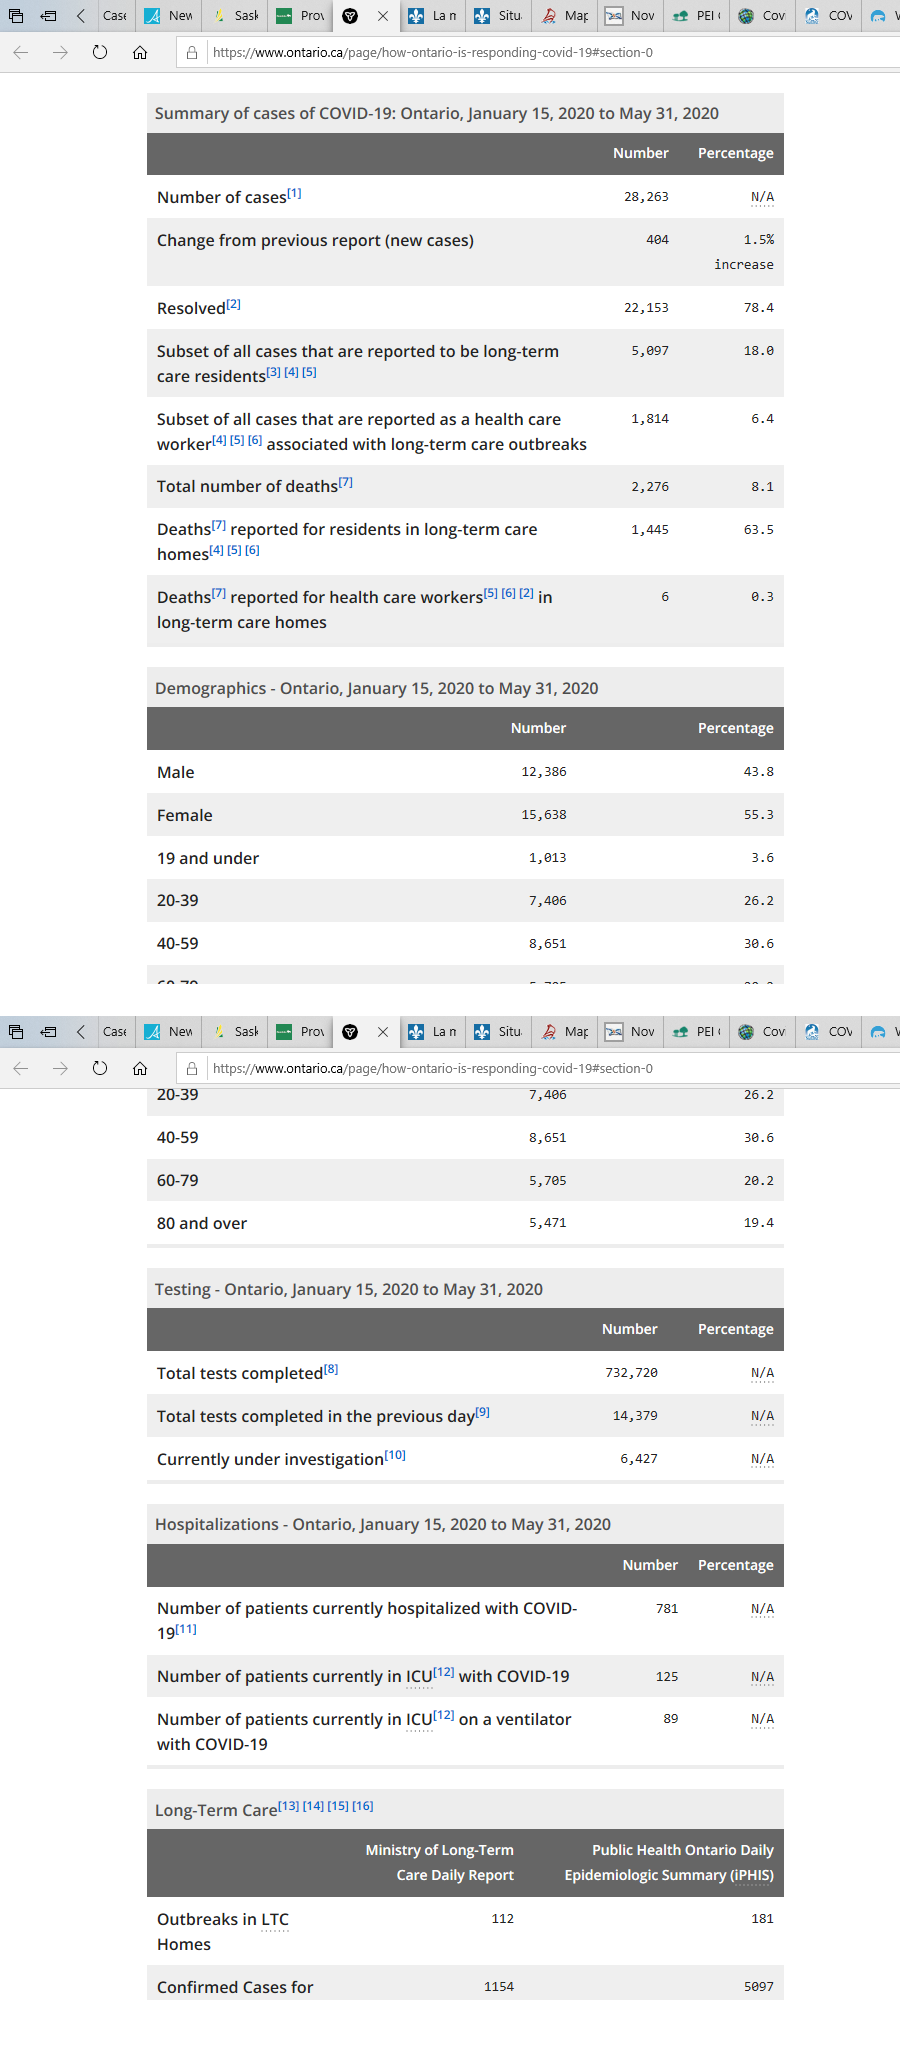 Case New Sask Prov La m Situ Map Nov PEI Cov COV
https://www.ontario.ca/page/how-ontario-is-responding-covid-19#section-0
Summary of cases of COVID-19: Ontario, January 15, 2020 to May 31, 2020
Number Percentage
Number of cases[1] 28,263 N/A
Change from previous report (new cases) 404 1.5%
increase
Resolved[2] 22,153 78.4
Subset of all cases that are reported to be long-term 5,097 18.0
care residents[3] [4] [5]
Subset of all cases that are reported as a health care 1,814 6.4
worker[4] [5] [6] associated with long-term care outbreaks
Total number of deaths[7] 2,276 8.1
Deaths[7] reported for residents in long-term care 1,445 63.5
homes[4] [5] [6]
Deaths[7] reported for health care workers[5] [6] [2] in 6 0.3
long-term care homes
Demographics - Ontario, January 15, 2020 to May 31, 2020
Number Percentage
Male 12,386 43.8
Female 15,638 55.3
19 and under 1,013 3.6
20-39 7,406 26.2
40-59 8,651 30.6
Case New Sask Prov La m Situ Map Nov PEI Cov COV
https://www.ontario.ca/page/how-ontario-is-responding-covid-19#section-0
20-39 7,406 26.2
40-59 8,651 30.6
60-79 5,705 20.2
80 and over 5,471 19.4
Testing - Ontario, January 15, 2020 to May 31, 2020
Number Percentage
Total tests completed[8] 732,720 N/A
Total tests completed in the previous day[9] 14,379 N/A
Currently under investigation[10] 6,427 N/A
Hospitalizations - Ontario, January 15, 2020 to May 31, 2020
Number Percentage
Number of patients currently hospitalized with COVID- 781 N/A
19[11]
Number of patients currently in ICU[12] with COVID-19 125 N/A
Number of patients currently in ICU[12] on a ventilator 89 N/A
with COVID-19
Long-Term Care[13] [14] [15] [16]
Ministry of Long-Term Public Health Ontario Daily
Care Daily Report Epidemiologic Summary (iPHIS)
Outbreaks in LTC 112 181
Homes
Confirmed Cases for 1154 5097